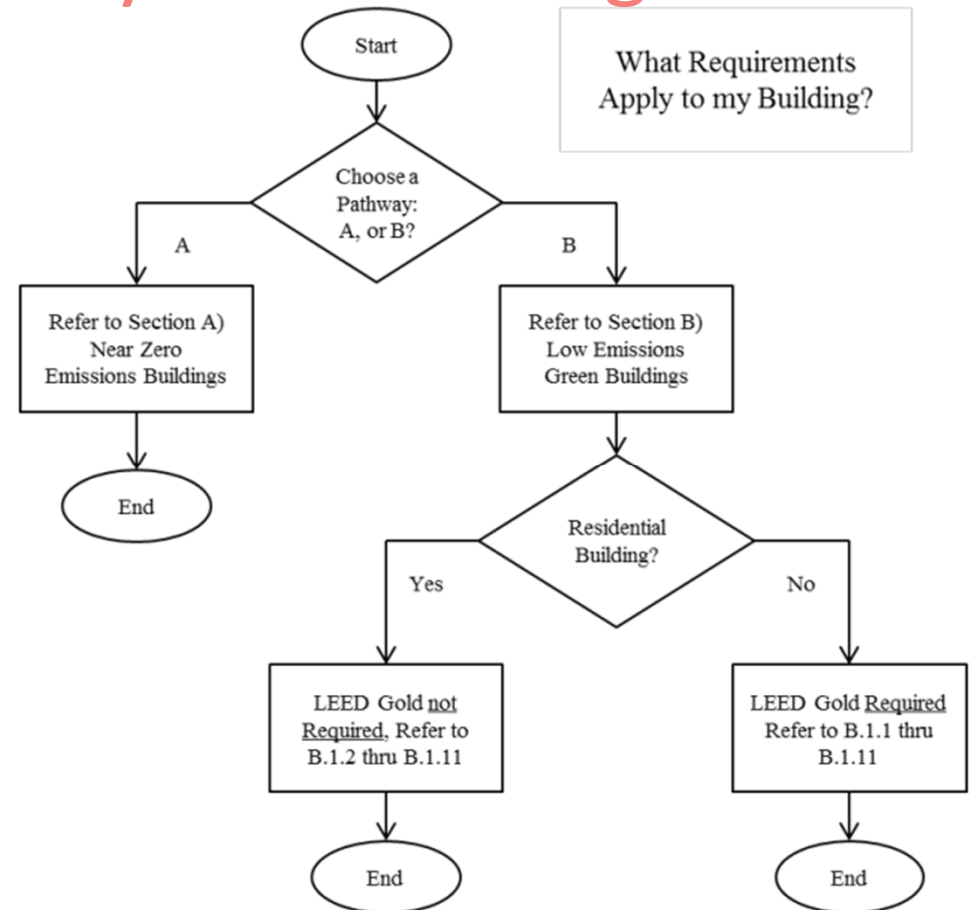 Start
What Requirements
Apply to my Building?
Choose a
Pathway:
A, or B?
A
B
Refer to Section A)
Near Zero
Emissions Buildings
Refer to Section B)
Low Emissions
Green Buildings
End
Residential
Building?
Yes
No
LEED Gold not
Required, Refer to
B.1.2 thru B.1.11
LEED Gold Required
Refer to B.1.1 thru
B.1.11
End
End